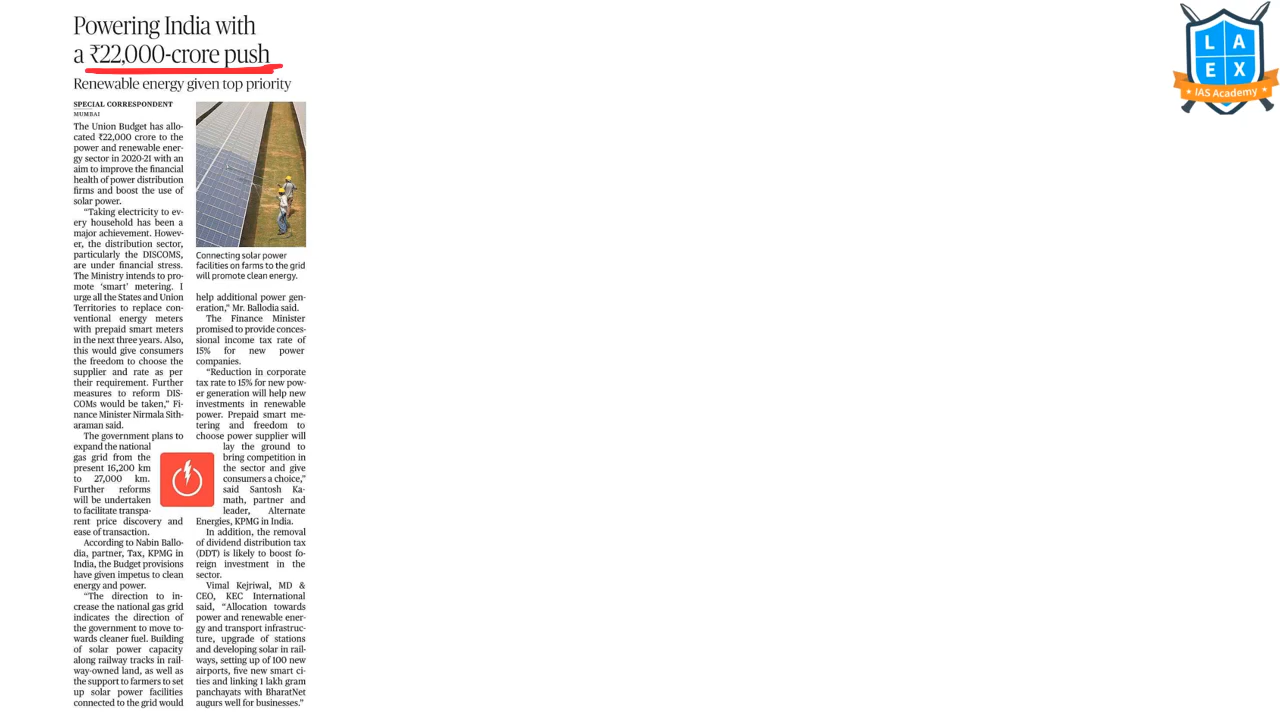 Powering India with
a ₹22,000-crore push
Renewable energy given top priority
SPECIAL CORRESPONDENT
MUMBAI
The Union Budget has allo-
cated ₹22,000 crore to the
power and renewable ener-
gy sector in 2020-21 with an
aim to improve the financial
health of power distribution
firms and boost the use of
solar power.
“Taking electricity to ev-
ery household has been a
major achievement. Howev-
er, the distribution sector,
particularly the DISCOMS,
are under financial stress.
The Ministry intends to pro-
mote ‘smart’ metering. I
urge all the States and Union
Territories to replace con-
ventional energy meters
with prepaid smart meters
in the next three years. Also,
this would give consumers
the freedom to choose the
supplier and rate as per
their requirement. Further
measures to reform DIS-
COMs would be taken,” Fi-
nance Minister Nirmala Sith-
araman said.
The government plans to
expand the national
gas grid from the
present 16,200 km
to 27,000 km.
Further reforms
will be undertaken
to facilitate transpa-
rent price discovery and
ease of transaction.
According to Nabin Ballo-
dia, partner, Tax, KPMG in
India, the Budget provisions
have given impetus to clean
energy and power.
“The direction to in-
crease the national gas grid
indicates the direction of
the government to move to-
wards cleaner fuel. Building
of solar power capacity
along railway tracks in rail-
way-owned land, as well as
the support to farmers to set
up solar power facilities
connected to the grid would
Connecting solar power
facilities on farms to the grid
will promote clean energy.
help additional power gen-
eration,” Mr. Ballodia said.
The Finance Minister
promised to provide conces-
sional income tax rate of
15% for new power
companies.
“Reduction in corporate
tax rate to 15% for new pow-
er generation will help new
investments in renewable
power. Prepaid smart me-
tering and freedom to
choose power supplier will
lay the ground to
bring competition in
the sector and give
consumers a choice,”
said Santosh Ka-
math, partner and
leader, Alternate
Energies, KPMG in India.
In addition, the removal
of dividend distribution tax
(DDT) is likely to boost fo-
reign investment in the
sector.
Vimal Kejriwal, MD &
CEO, KEC International
said, “Allocation towards
power and renewable ener-
gy and transport infrastruc-
ture, upgrade of stations
and developing solar in rail-
ways, setting up of 100 new
airports, five new smart ci-
ties and linking 1 lakh gram
panchayats with BharatNet
augurs well for businesses.”
L A
E X
IAS Academy